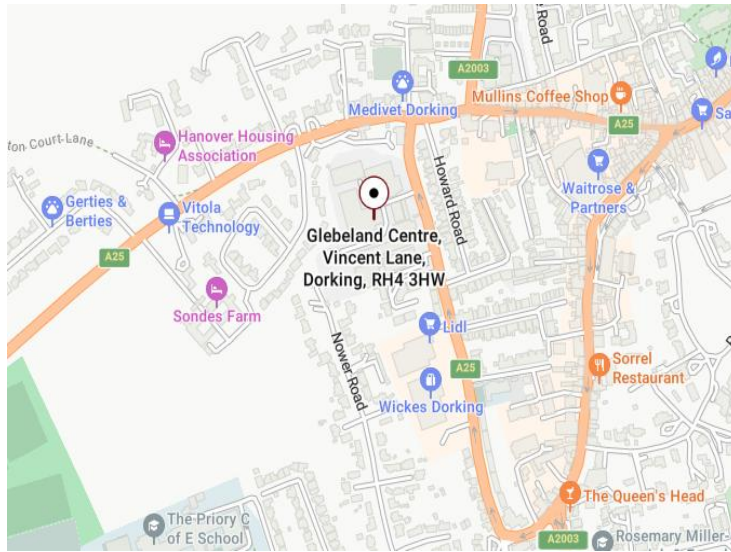 A2003
Mullins Coffee Shop
Medivet Dorking
A25
Sa
Hanover Housing
Association
ton Court Lane
Howard Road
Waitrose &
Partners
Gerties &
Berties
Vitola
Technology
Glebeland Centre,
Vincent Lane,
Dorking, RH4 3HW
A25
Sondes Farm
Nower Road
Lidl
A25
Sorrel
Restaurant
Wickes Dorking
The Queen's Head
The Priory C
of E School
A2003
Rosemary Miller-